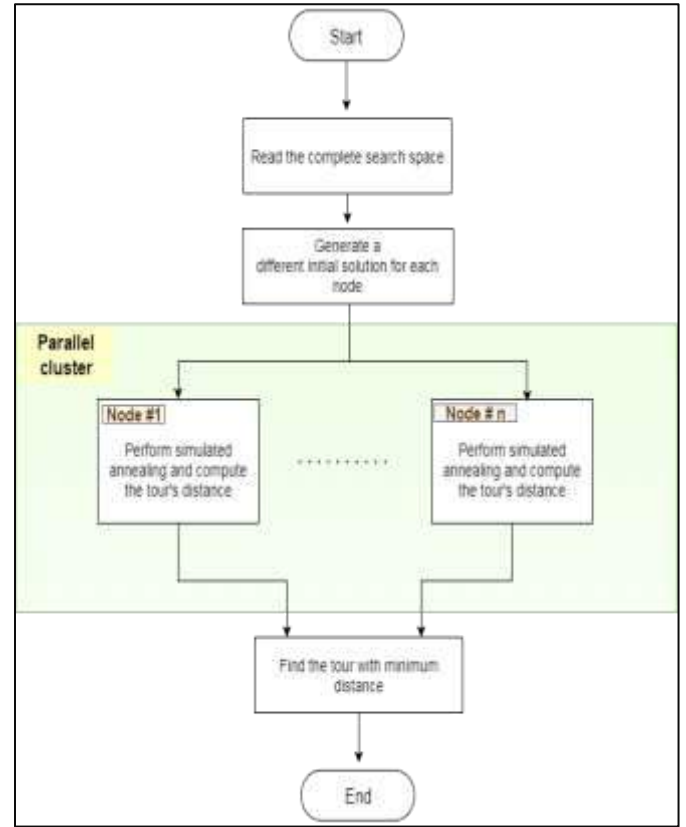 Start
Read the complete search space
Generate a
different initial solution for each
node
Parallel
cluster
Node #1
Perform simulated
annealing and compute
the tour's distance
..........
Node # n
Perform simulated
annealing and compute
the tour's distance
Find the tour with minimum
distance
End